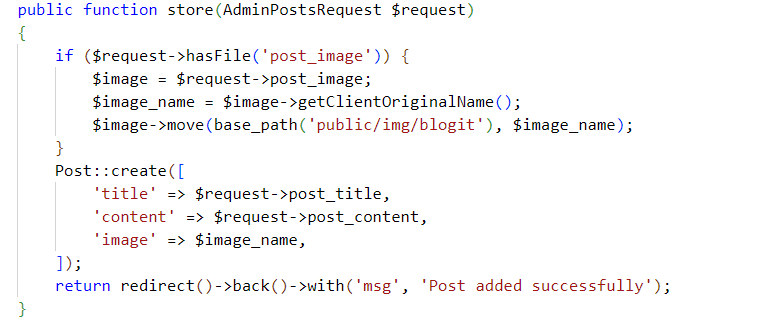 public function store(AdminPostsRequest $request)
{
    if ($request->hasFile('post_image')) {
        $image = $request->post_image;
        $image_name = $image->getClientOriginalName();
        $image->move(base_path('public/img/blogit'), $image_name);
    }
    Post::create([
        'title' => $request->post_title,
        'content' => $request->post_content,
        'image' => $image_name,
    ]);
    return redirect()->back()->with('msg', 'Post added successfully');
}